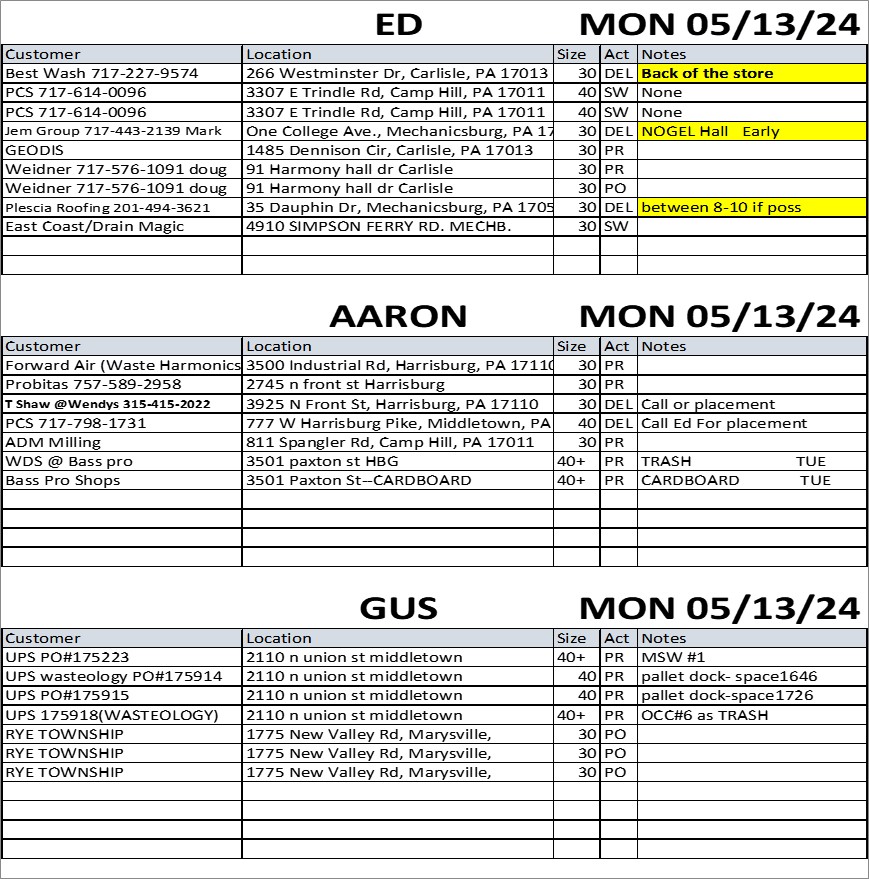 ED MON 05/13/24
Customer Location Size Act Notes
Best Wash 717-227-9574 266 Westminster Dr, Carlisle, PA 17013 30 DEL Back of the store
PCS 717-614-0096 3307 E Trindle Rd, Camp Hill, PA 17011 40 SW None
PCS 717-614-0096 3307 E Trindle Rd, Camp Hill, PA 17011 40 SW None
Jem Group 717-443-2139 Mark One College Ave., Mechanicsburg, PA 17 30 DEL NOGEL Hall Early
GEODIS 1485 Dennison Cir, Carlisle, PA 17013 30 PR
Weidner 717-576-1091 doug 91 Harmony hall dr Carlisle 30 PR
Weidner 717-576-1091 doug 91 Harmony hall dr Carlisle 30 PO
Plescia Roofing 201-494-3621 35 Dauphin Dr, Mechanicsburg, PA 1705 30 DEL between 8-10 if poss
East Coast/Drain Magic 4910 SIMPSON FERRY RD. MECHB. 30 SW
AARON MON 05/13/24
Customer Location Size Act Notes
Forward Air (Waste Harmonics 3500 Industrial Rd, Harrisburg, PA 17110 30 PR
Probitas 757-589-2958 2745 n front st Harrisburg 30 PR
T Shaw @Wendys 315-415-2022 3925 N Front St, Harrisburg, PA 17110 30 DEL Call or placement
PCS 717-798-1731 777 W Harrisburg Pike, Middletown, PA 40 DEL Call Ed For placement
ADM Milling 811 Spangler Rd, Camp Hill, PA 17011 30 PR
WDS @ Bass pro 3501 paxton st HBG 40+ PR TRASH TUE
Bass Pro Shops 3501 Paxton St--CARDBOARD 40+ PR CARDBOARD TUE
GUS MON 05/13/24
Customer Location Size Act Notes
UPS PO#175223 2110 n union st middletown 40+ PR MSW #1
UPS wasteology PO#175914 2110 n union st middletown 40 PR pallet dock- space1646
UPS PO#175915 2110 n union st middletown 40 PR pallet dock-space1726
UPS 175918(WASTEOLOGY) 2110 n union st middletown 40+ PR OCC#6 as TRASH
RYE TOWNSHIP 1775 New Valley Rd, Marysville, 30 PO
RYE TOWNSHIP 1775 New Valley Rd, Marysville, 30 PO
RYE TOWNSHIP 1775 New Valley Rd, Marysville, 30 PO